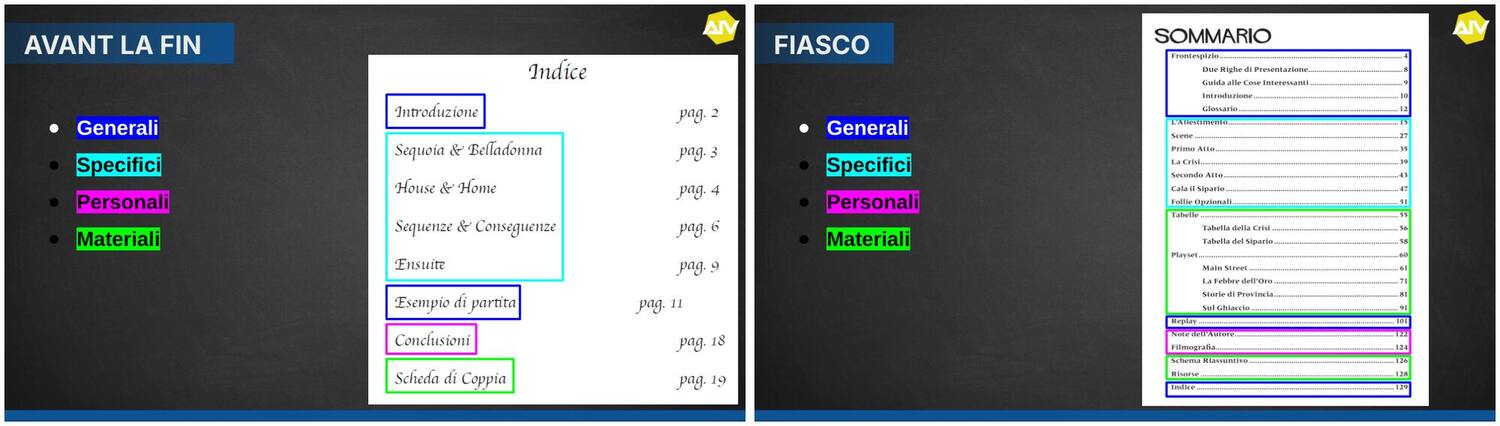 AVANT LA FIN
AIV
Generali
Specifici
Personali
Materiali
Indice
Introduzione pag. 2
Sequoia & Belladonna pag. 3
House & Home pag. 4
Sequenze & Conseguenze pag. 6
Ensuite pag. 9
Esempio di partita pag. 11
Conclusioni pag. 18
Scheda di Coppia pag. 19
FIASCO
AIV
Generali
Specifici
Personali
Materiali
SOMMARIO
Frontespizio 4
Due Righe di Presentazione 8
Guida alle Cose Interessanti 9
Introduzione 10
Glossario 12
L'Allestimento 15
Scene 27
Primo Atto 35
La Crisi 39
Secondo Atto 43
Cala il Sipario 47
Follie Opzionali 51
Tabelle 55
Tabella della Crisi 56
Tabella del Sipario 58
Playset 60
Main Street 61
La Febbre dell'Oro 71
Storie di Provincia 81
Sul Ghiaccio 91
Replay 101
Note dell'Autore 122
Filmografia 124
Schema Riassuntivo 126
Risorse 128
Indice 129